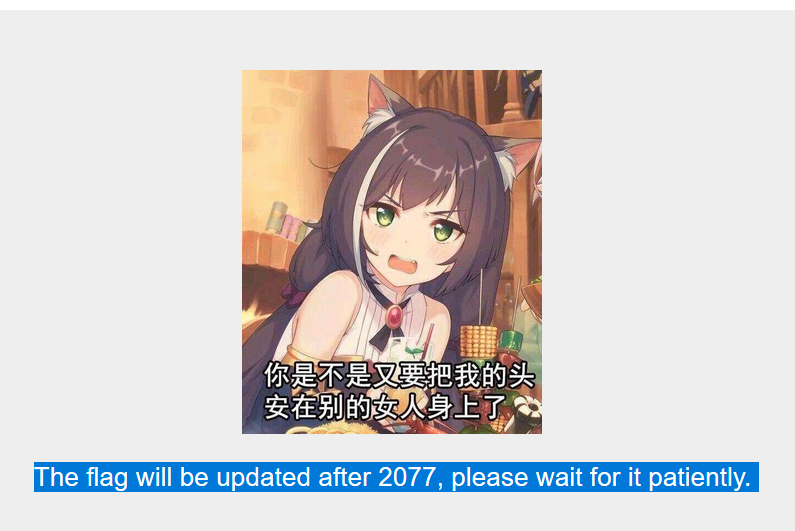 你是不是又要把我的头
安在别的女人身上了
The flag will be updated after 2077, please wait for it patiently.